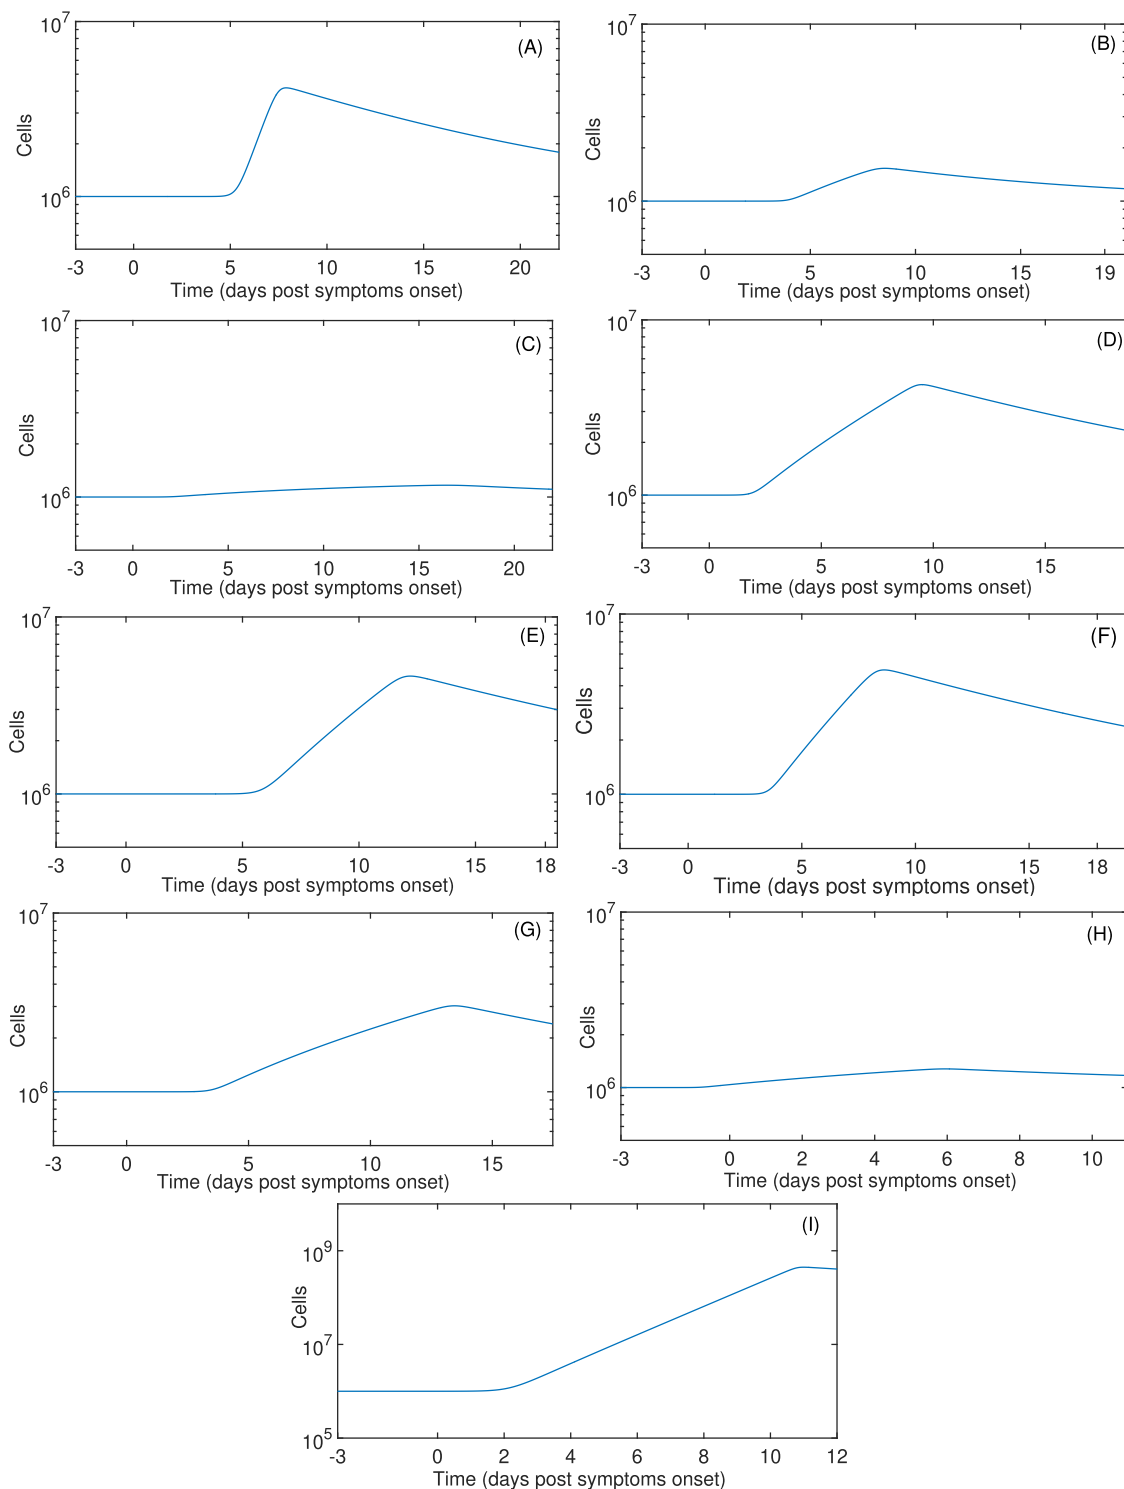 10^7
(A)
Cells
10^6
-3 0 5 10 15 20
Time (days post symptoms onset)
10^7
(B)
Cells
10^6
-3 0 5 10 15 19
Time (days post symptoms onset)
10^7
(C)
Cells
10^6
-3 0 5 10 15 20
Time (days post symptoms onset)
10^7
(D)
Cells
10^6
-3 0 5 10 15
Time (days post symptoms onset)
10^7
(E)
Cells
10^6
-3 0 5 10 15 18
Time (days post symptoms onset)
10^7
(F)
Cells
10^6
-3 0 5 10 15 18
Time (days post symptoms onset)
10^7
(G)
Cells
10^6
-3 0 5 10 15
Time (days post symptoms onset)
10^7
(H)
Cells
10^6
-3 0 2 4 6 8 10
Time (days post symptoms onset)
(I)
10^9
Cells
10^7
10^5
-3 0 2 4 6 8 10 12
Time (days post symptoms onset)